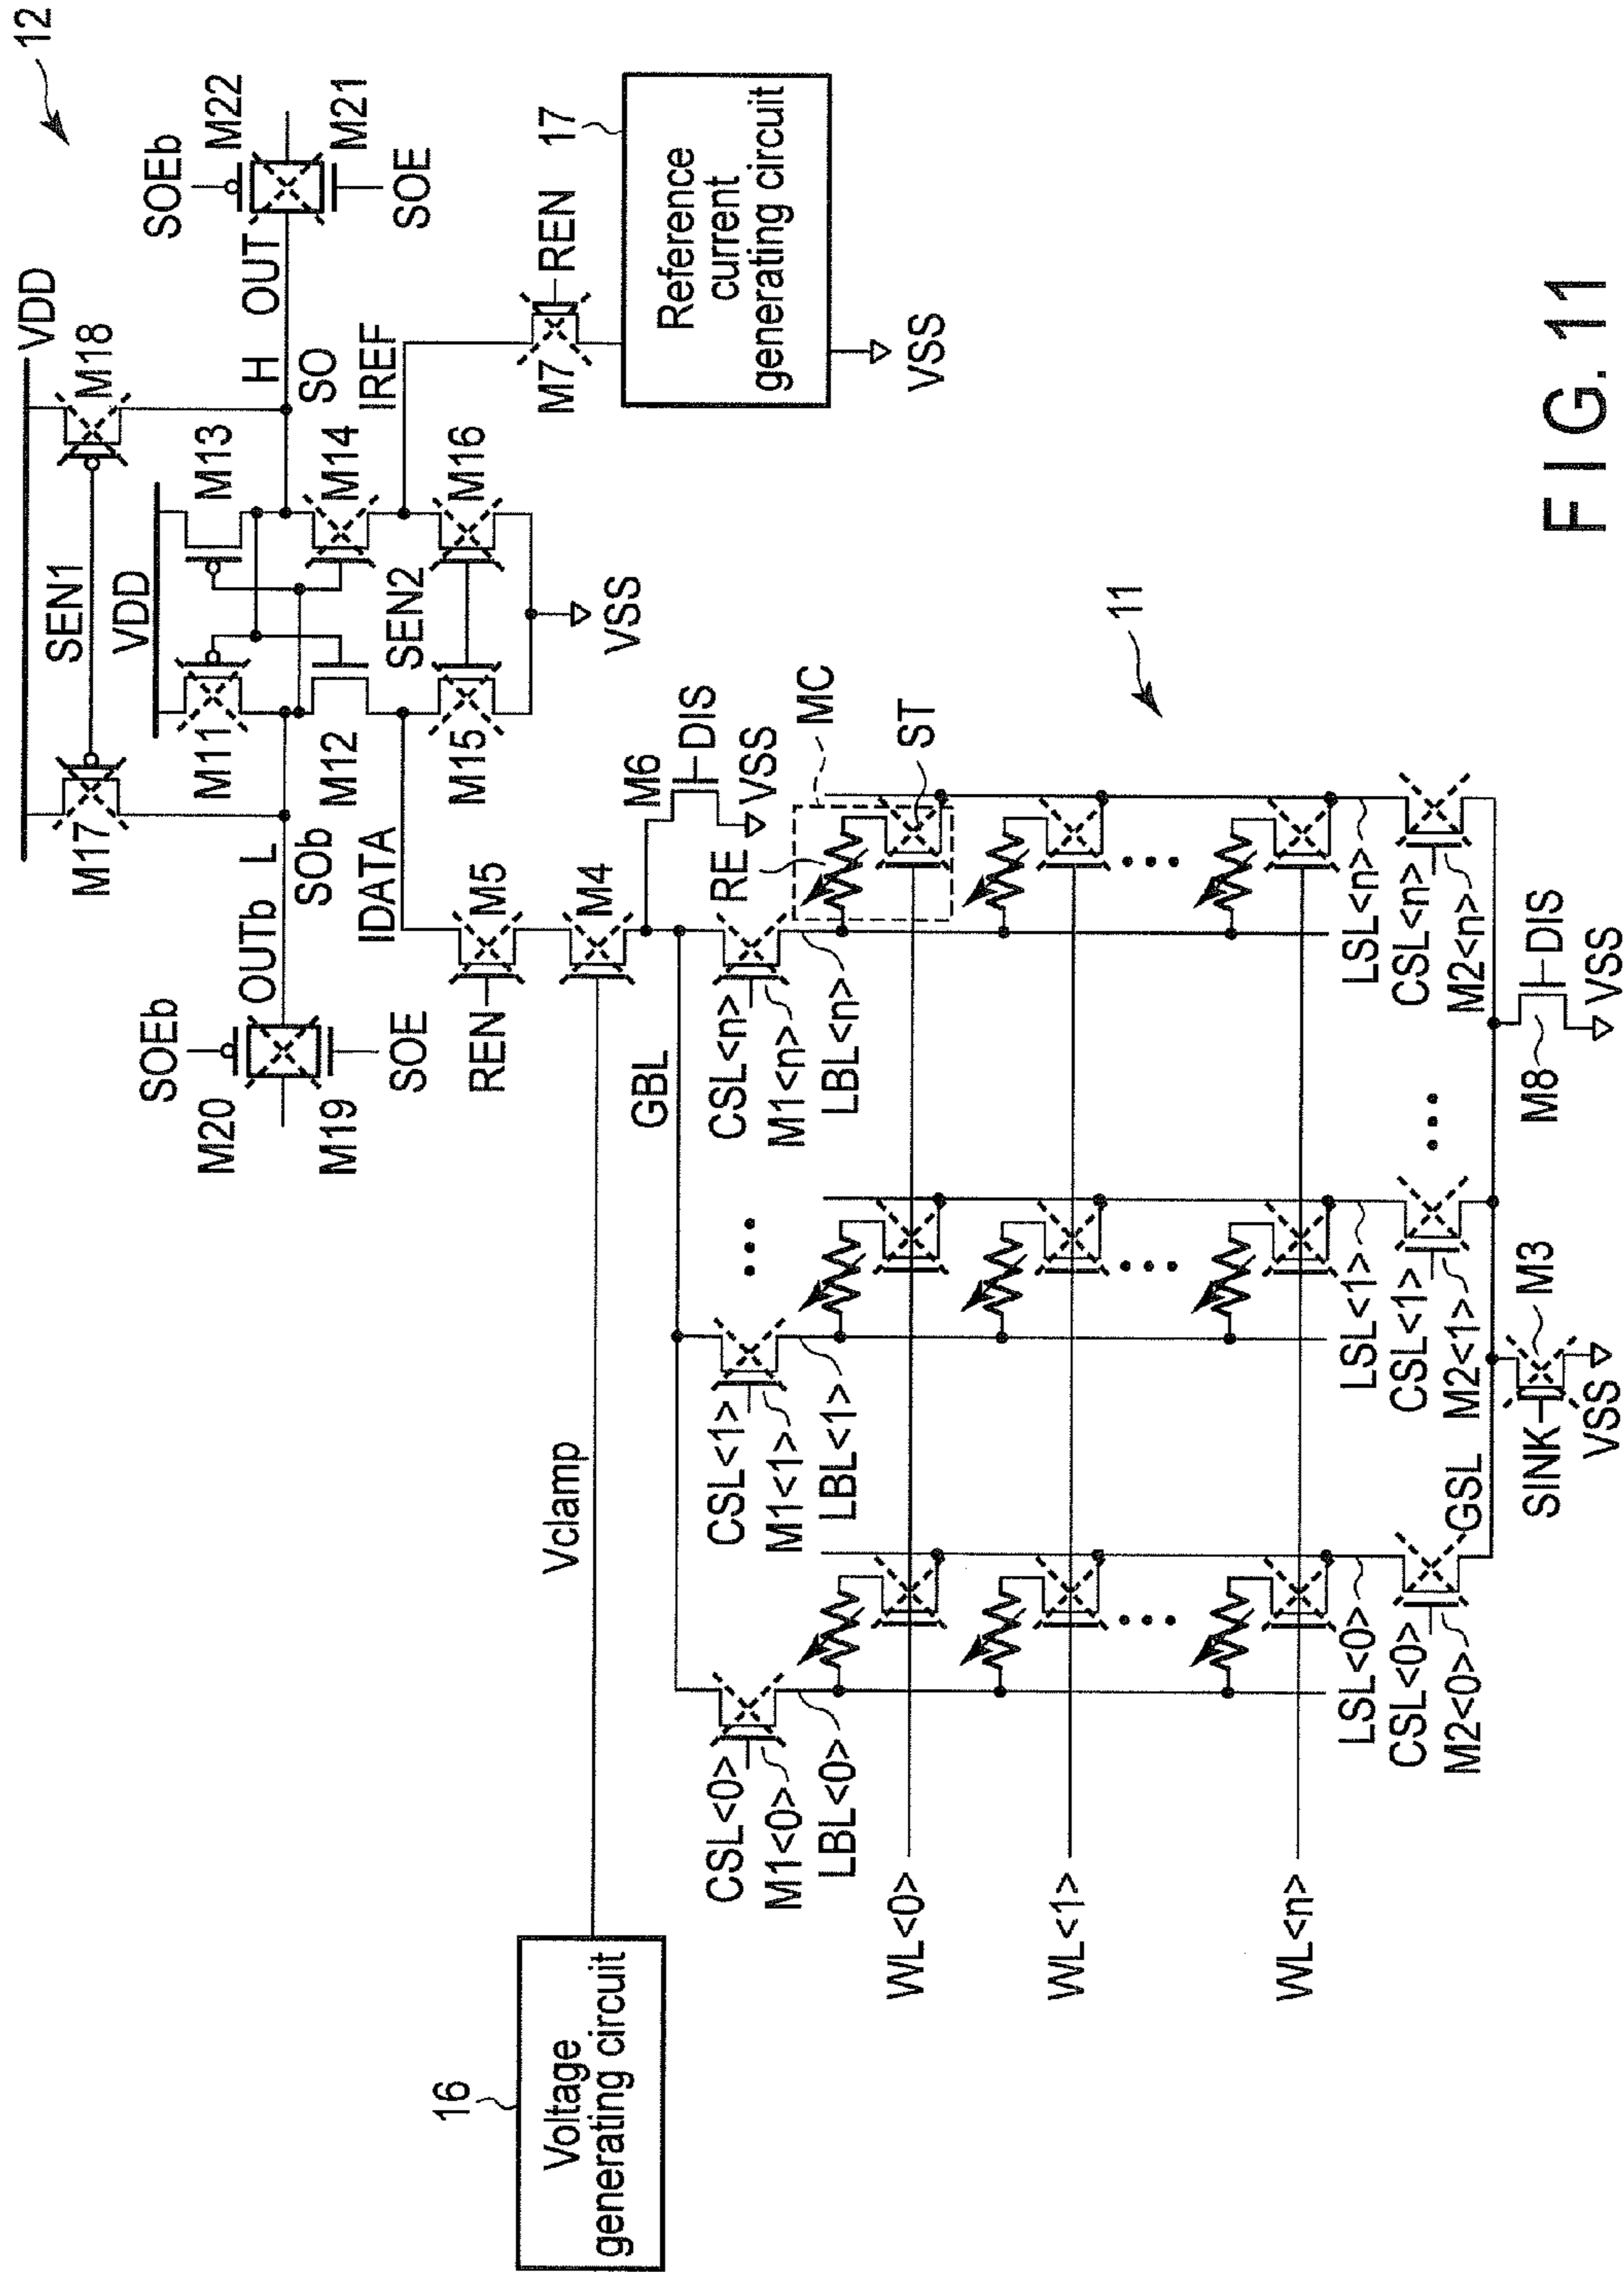 12
VDD
SEN1
M17
M18
VDD
M11
M13
SOEb
M20
M19
SOE
OUTb
L
SOb
H
OUT
SO
SOEb
M22
M21
SOE
M12
M14
SEN2
IDATA
IREF
M15
M16
VSS
REN
M5
M4
M7
REN
17
Reference
current
generating circuit
VSS
16
Voltage
generating circuit
Vclamp
GBL
M6
DIS
VSS
11
MC
RE
ST
CSL<0>
M1<0>
LBL<0>
CSL<1>
M1<1>
LBL<1>
CSL<n>
M1<n>
LBL<n>
WL<0>
WL<1>
WL<n>
LSL<0>
CSL<0>
M2<0>
LSL<1>
CSL<1>
M2<1>
LSL<n>
CSL<n>
M2<n>
GSL
SINK
M3
VSS
M8
DIS
VSS
FIG. 11